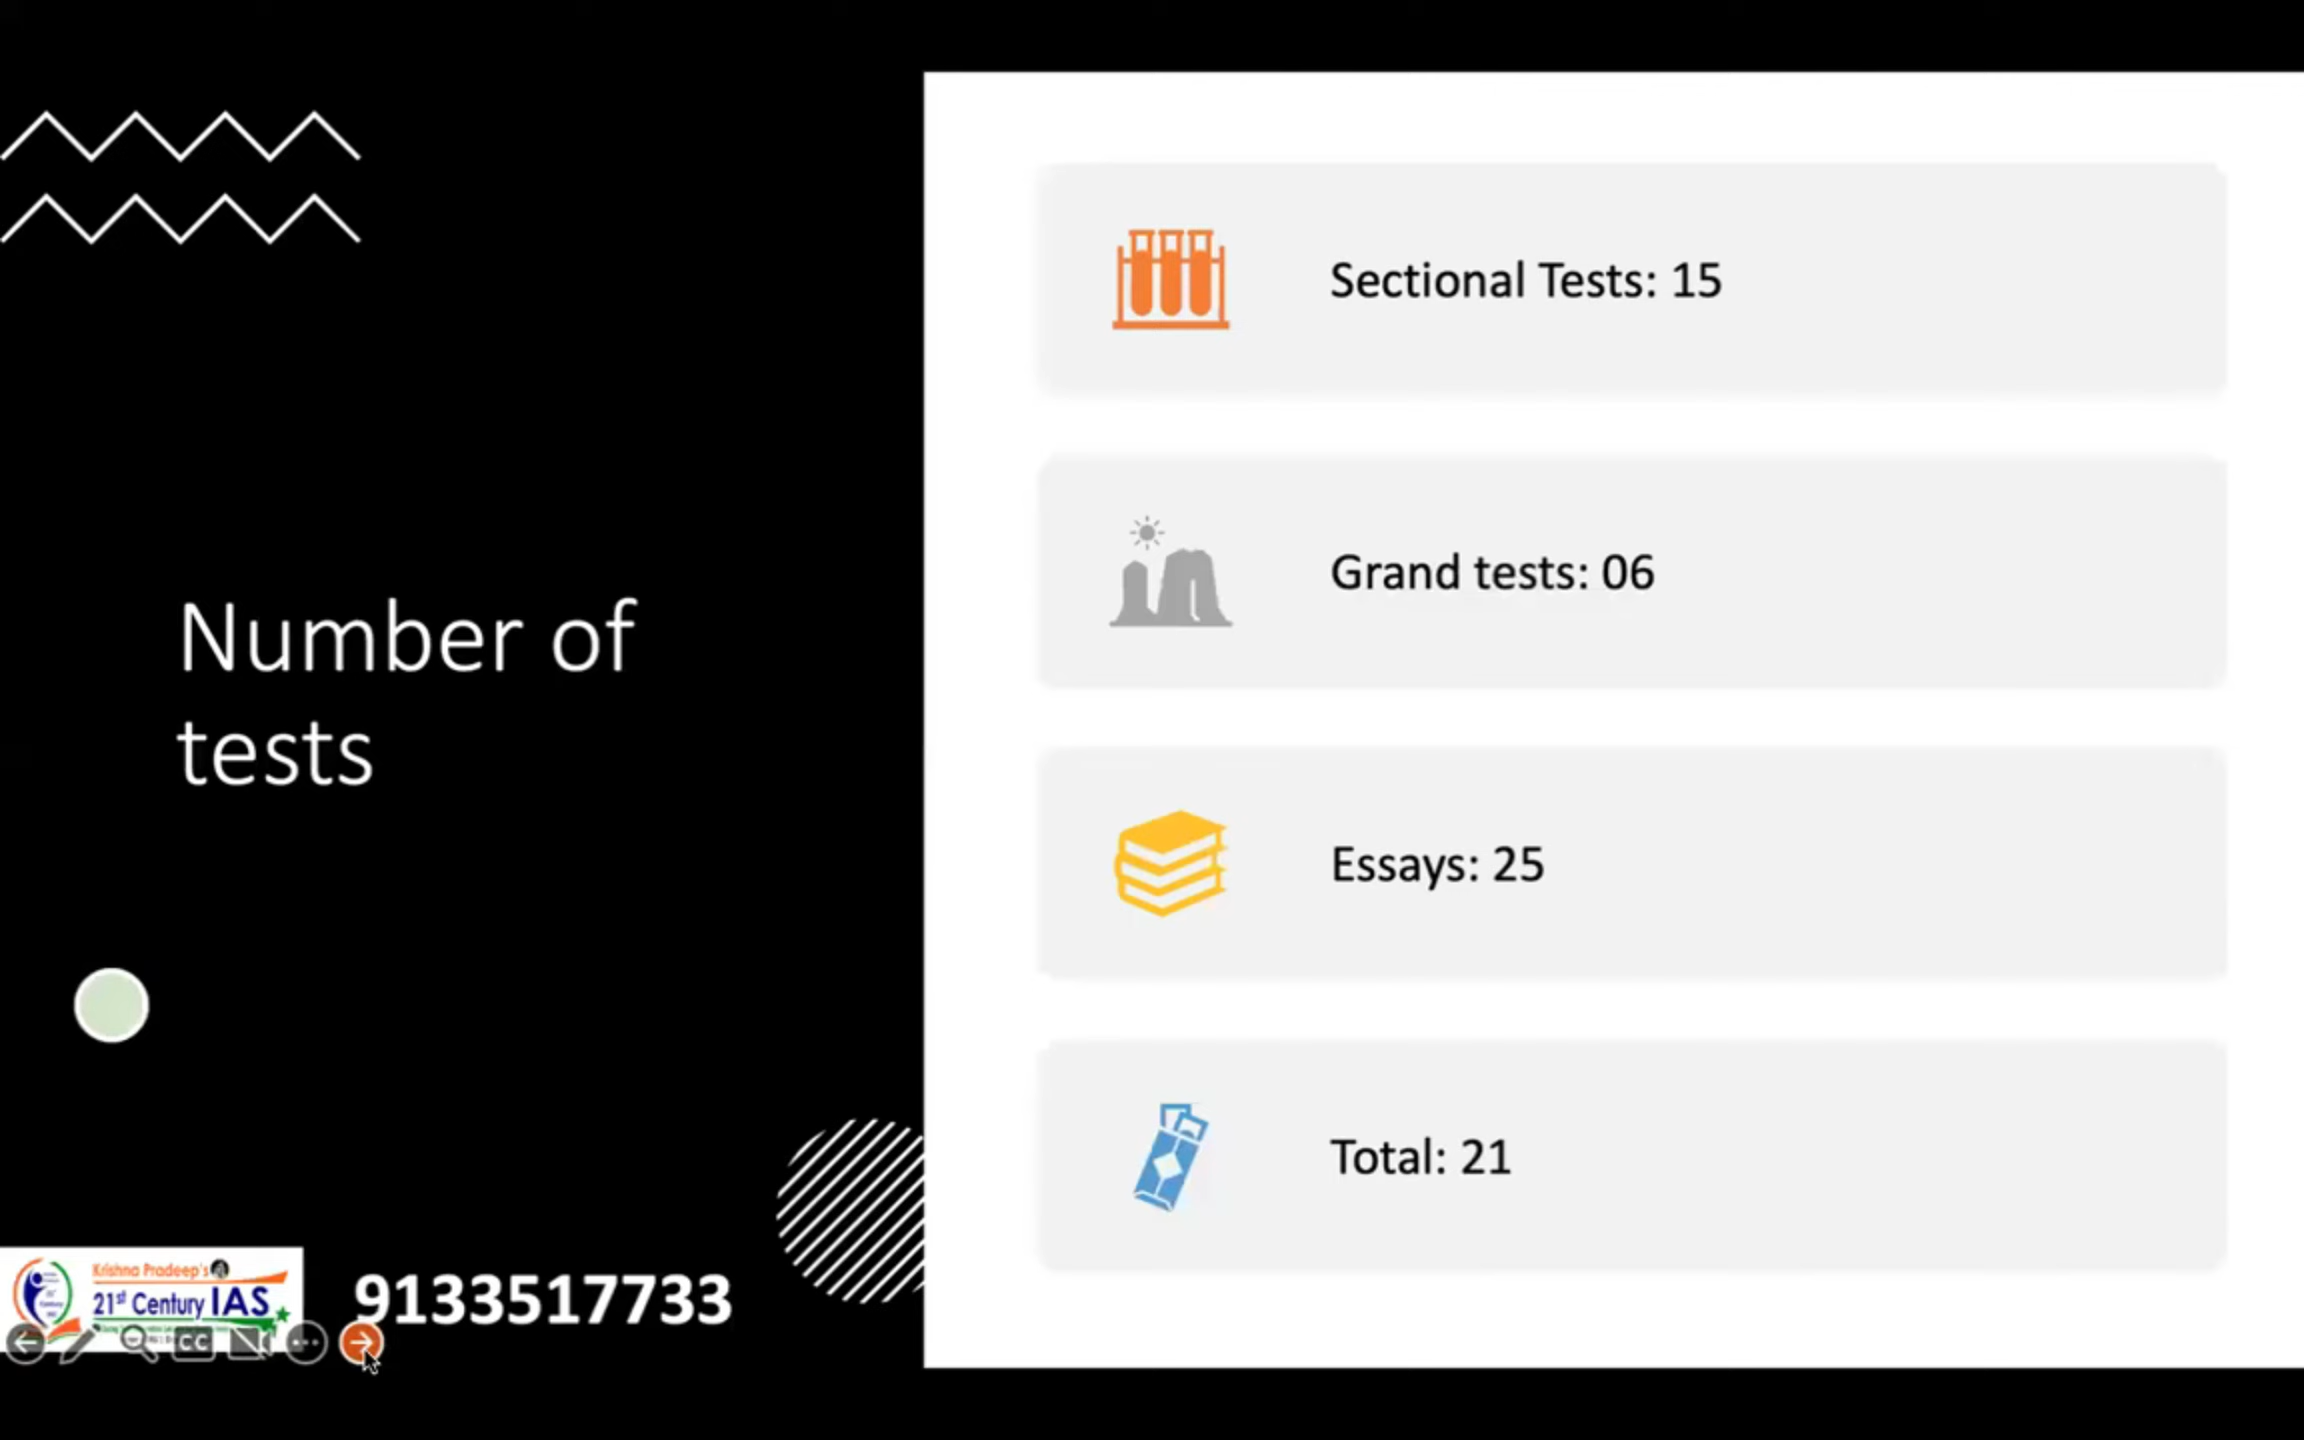 Number of
tests
Sectional Tests: 15
Grand tests: 06
Essays: 25
Total: 21
Krishna Pradeep's
21st Century IAS
9133517733
CC